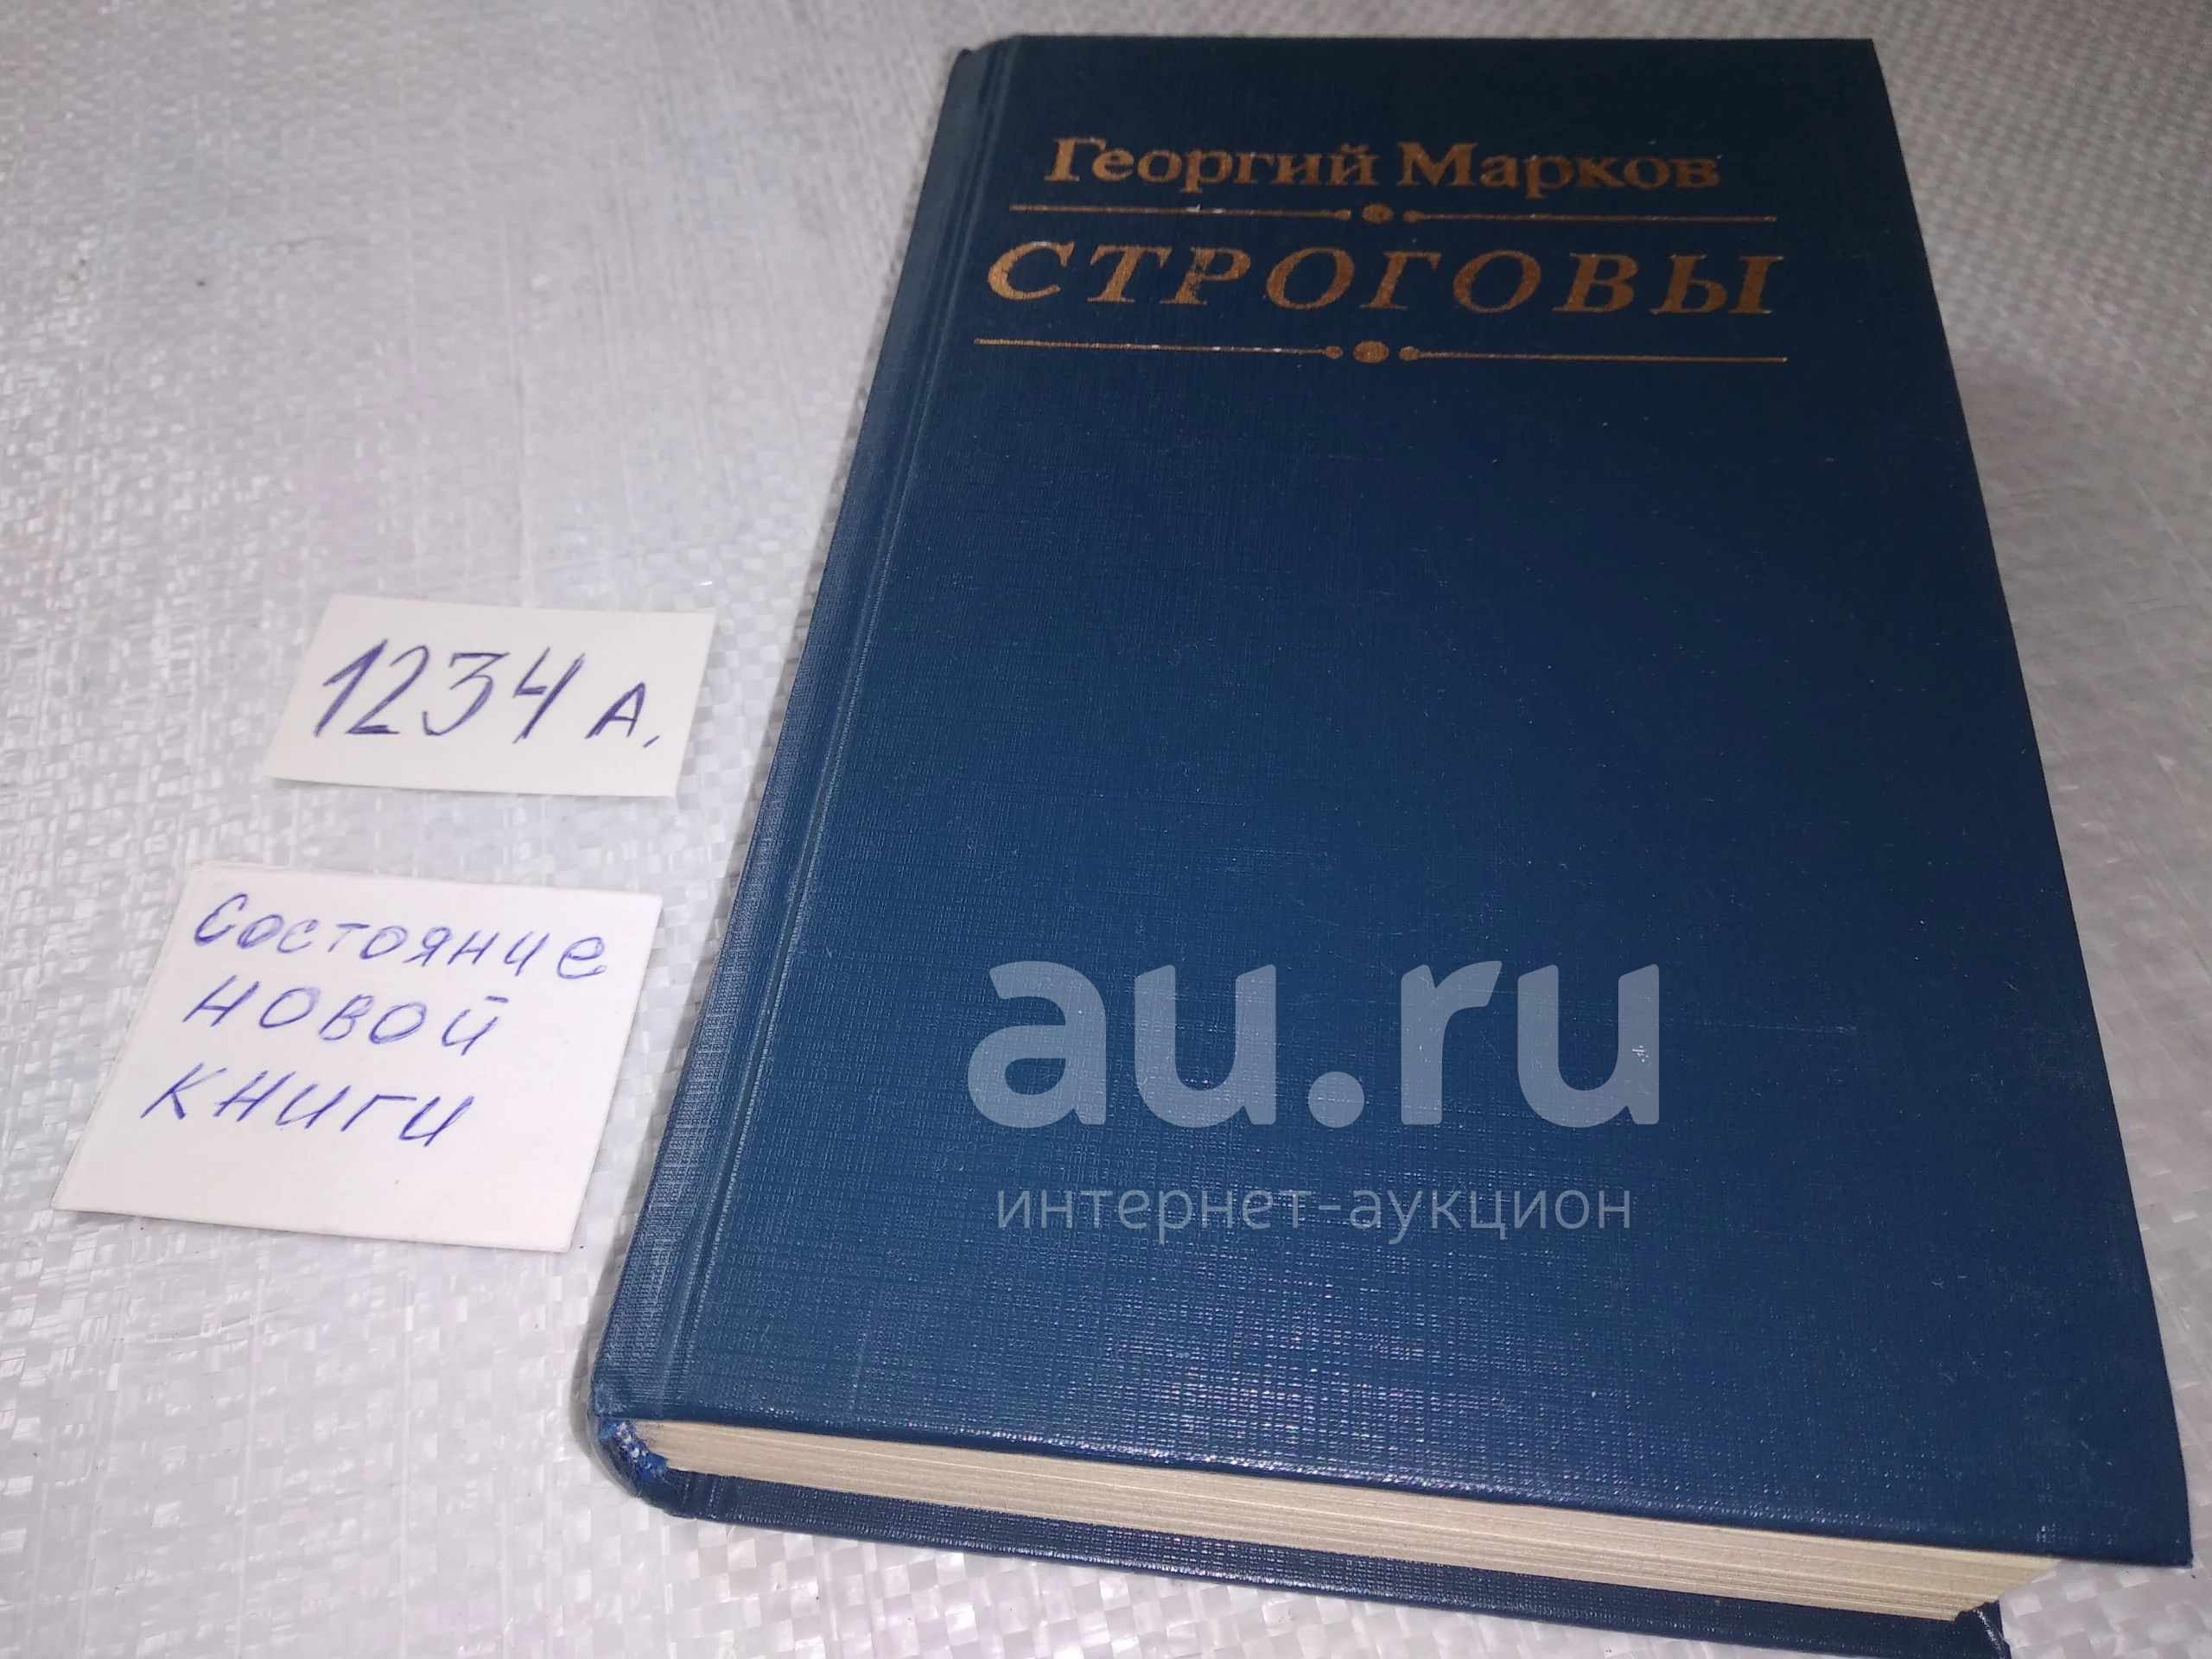 Георгий Марков
СТРОГОВЫ
1234 А,
Состояние
новой
книги
au.ru
интернет-аукцион